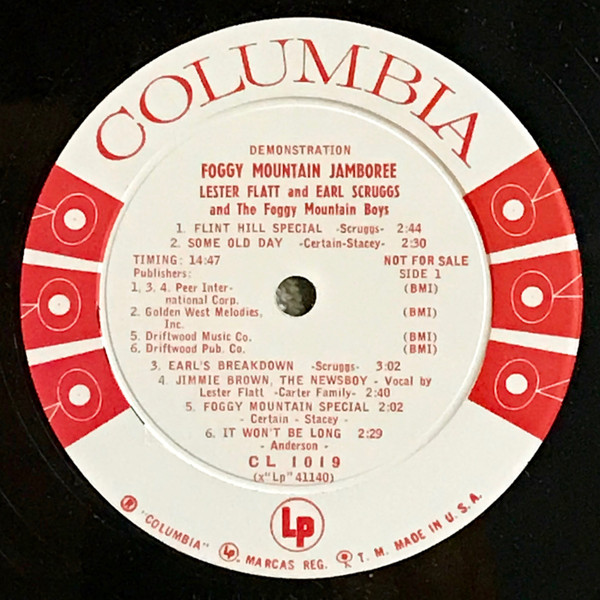 COLUMBIA
DEMONSTRATION
FOGGY MOUNTAIN JAMBOREE
LESTER FLATT and EARL SCRUGGS
and The Foggy Mountain Boys
1. FLINT HILL SPECIAL -Scruggs- 2:44
2. SOME OLD DAY -Certain-Stacey- 2:30
TIMING: 14:47 NOT FOR SALE
Publishers: SIDE 1
1, 3, 4. Peer Inter- (BMI)
national Corp.
2. Golden West Melodies, (BMI)
Inc.
5. Driftwood Music Co. (BMI)
6. Driftwood Pub. Co. (BMI)
3. EARL'S BREAKDOWN -Scruggs- 3:02
4. JIMMIE BROWN, THE NEWSBOY - Vocal by
Lester Flatt -Carter Family- 2:40
5. FOGGY MOUNTAIN SPECIAL 2:02
- Certain - Stacey -
6. IT WON'T BE LONG 2:29
- Anderson -
CL 1019
(x"Lp" 41140)
Lp
® "COLUMBIA" Lp. MARCAS REG. T. M. MADE IN U. S. A.